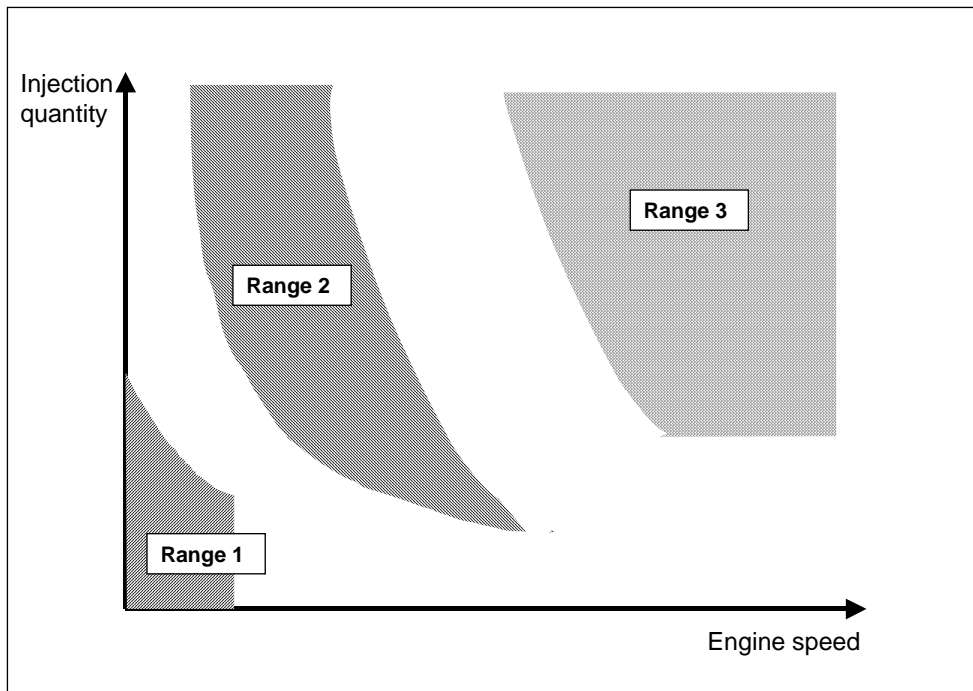 Injection
quantity
Range 3
Range 2
Range 1
Engine speed